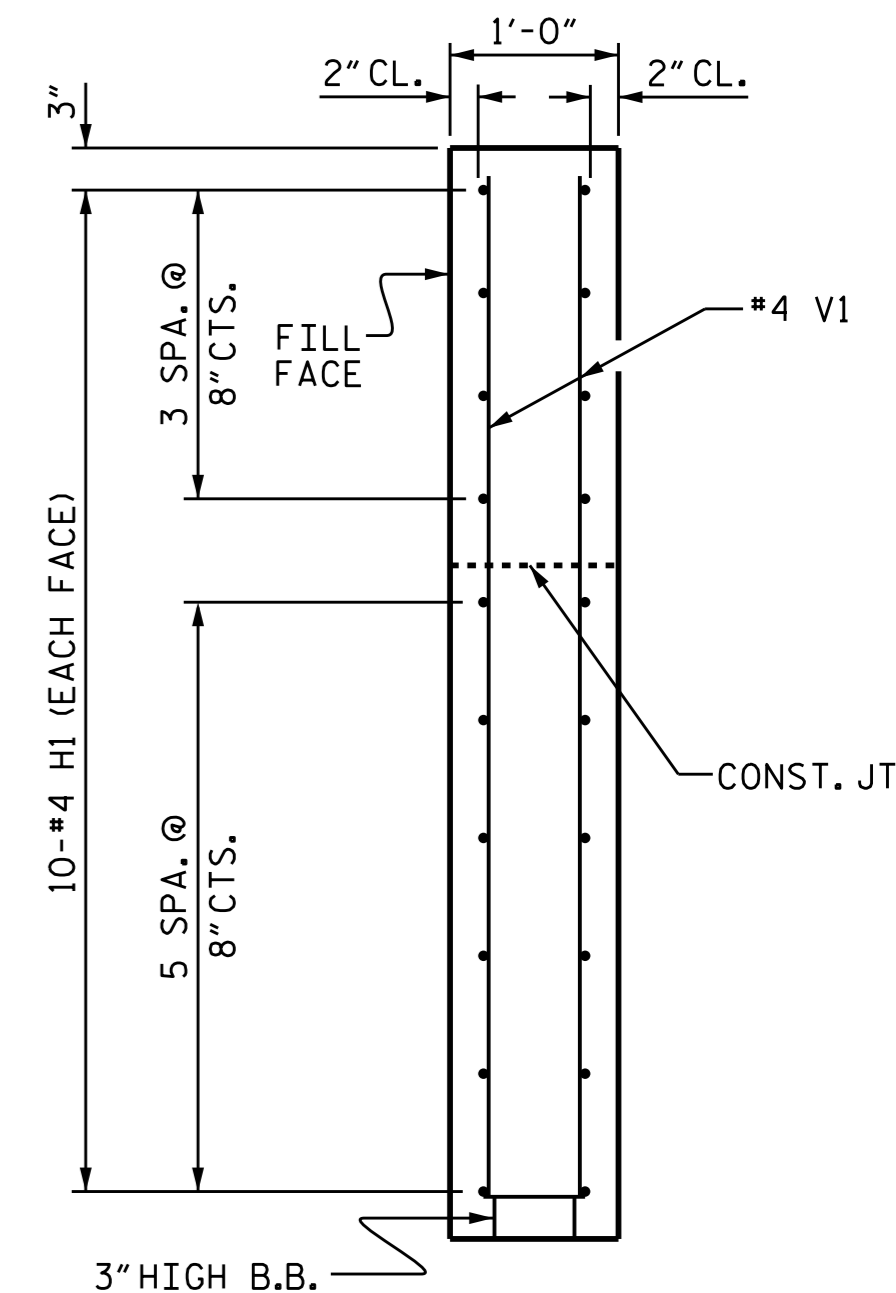 1'-0"
2" CL.
2" CL.
3"
3 SPA. @
8" CTS.
FILL
FACE
#4 V1
10-#4 H1 (EACH FACE)
CONST. JT
5 SPA. @
8" CTS.
3" HIGH B.B.